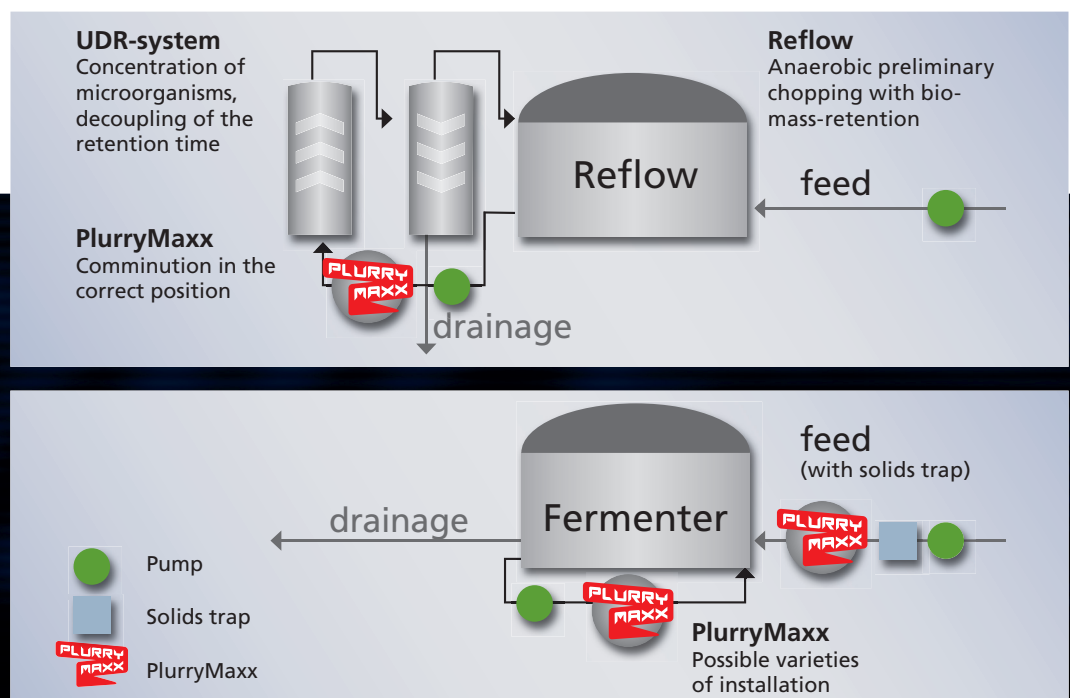 UDR-system
Concentration of
microorganisms,
decoupling of the
retention time
Reflow
Anaerobic preliminary
chopping with bio-
mass-retention
Reflow
feed
PlurryMaxx
Comminution in the
correct position
PLURRY
MAXX
drainage
feed
(with solids trap)
drainage
Fermenter
PLURRY
MAXX
Pump
PLURRY
MAXX
Solids trap
PlurryMaxx
Possible varieties
of installation
PLURRY
MAXX
PlurryMaxx